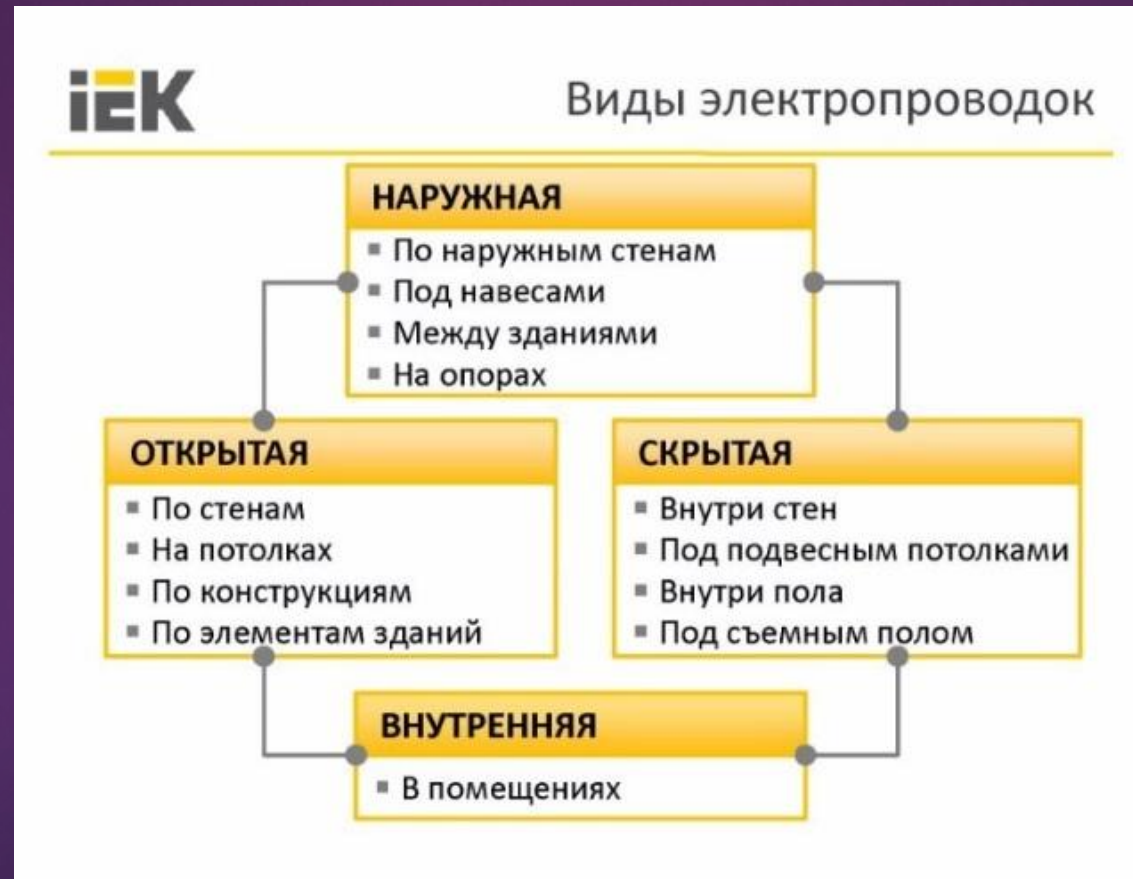 iEK
Виды электропроводок
НАРУЖНАЯ
▪ По наружным стенам
▪ Под навесами
▪ Между зданиями
▪ На опорах
ОТКРЫТАЯ
▪ По стенам
▪ На потолках
▪ По конструкциям
▪ По элементам зданий
СКРЫТАЯ
▪ Внутри стен
▪ Под подвесным потолками
▪ Внутри пола
▪ Под съемным полом
ВНУТРЕННЯЯ
▪ В помещениях